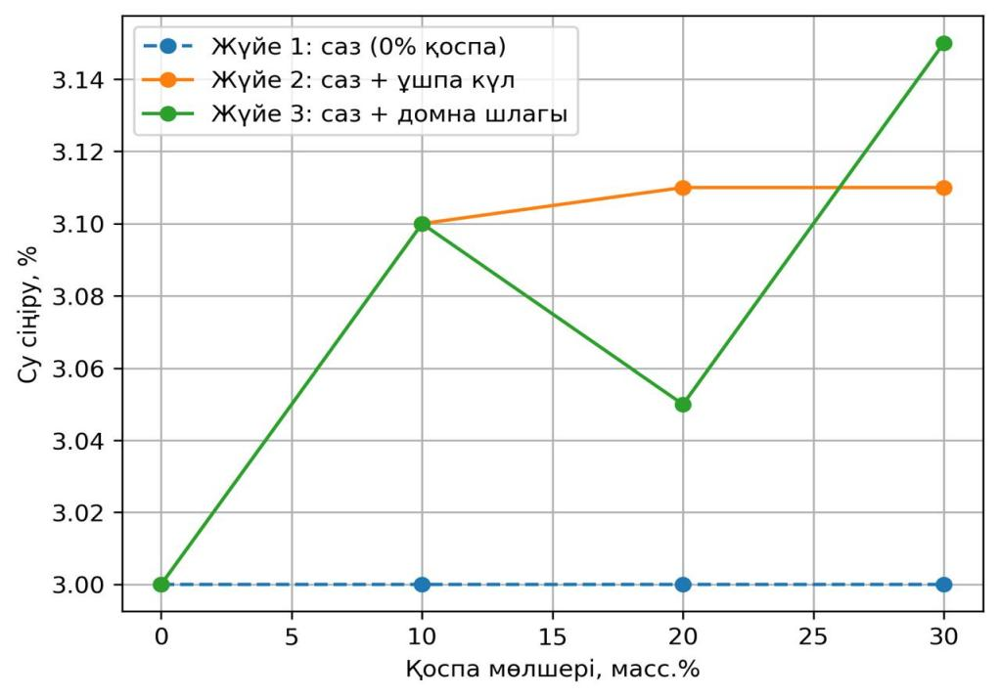 Жүйе 1: саз (0% қоспа)
Жүйе 2: саз + ұшпа күл
Жүйе 3: саз + домна шлагы
3.14
3.12
3.10
3.08
3.06
3.04
3.02
3.00
Су сіңіру, %
0 5 10 15 20 25 30
Қоспа мөлшері, масс.%